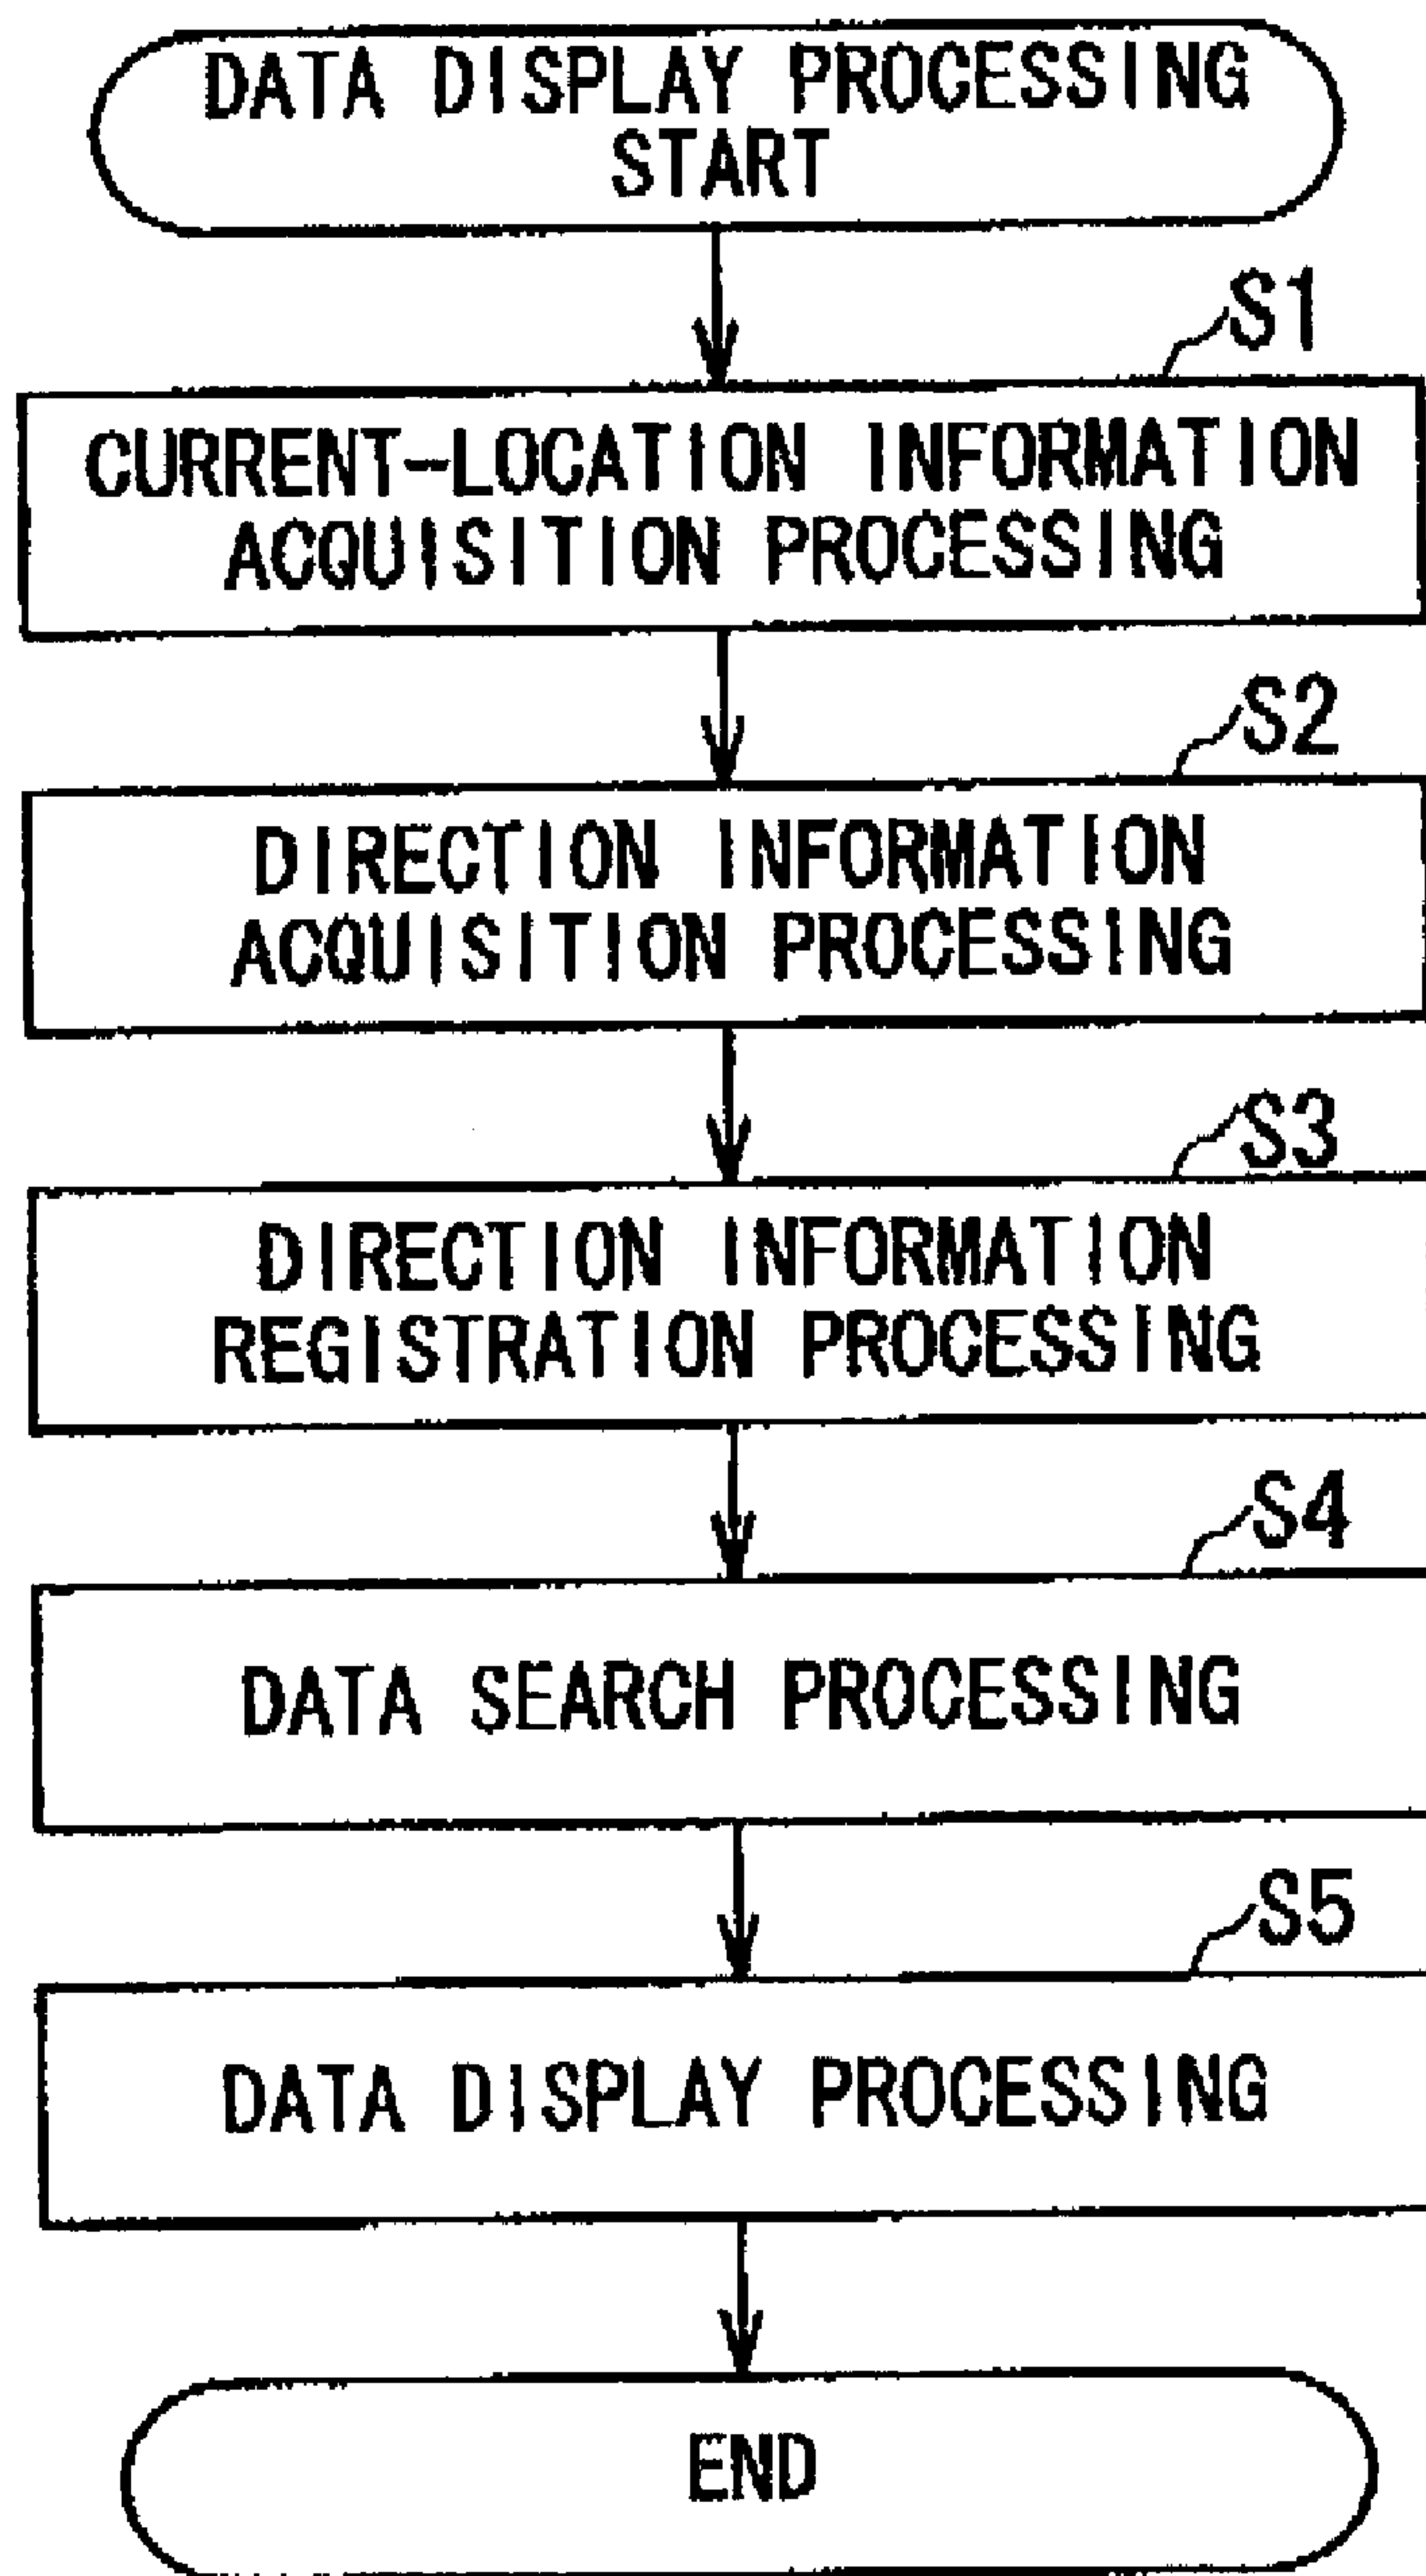 DATA DISPLAY PROCESSING
START
S1
CURRENT-LOCATION INFORMATION
ACQUISITION PROCESSING
S2
DIRECTION INFORMATION
ACQUISITION PROCESSING
S3
DIRECTION INFORMATION
REGISTRATION PROCESSING
S4
DATA SEARCH PROCESSING
S5
DATA DISPLAY PROCESSING
END